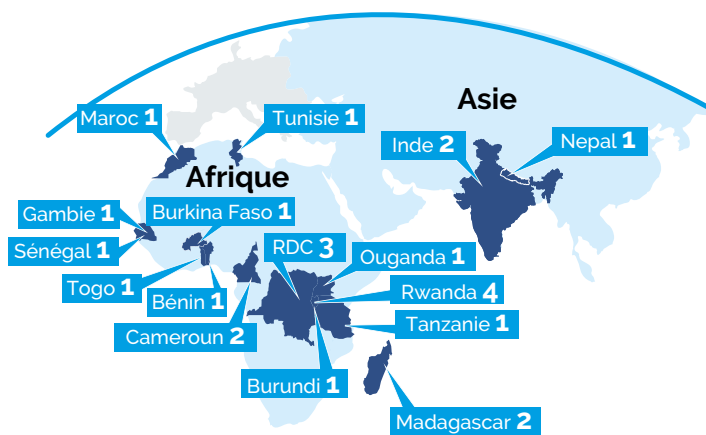 Asie
Maroc 1
Tunisie 1
Inde 2
Nepal 1
Afrique
Gambie 1
Burkina Faso 1
Sénégal 1
RDC 3
Ouganda 1
Togo 1
Bénin 1
Rwanda 4
Cameroun 2
Tanzanie 1
Burundi 1
Madagascar 2